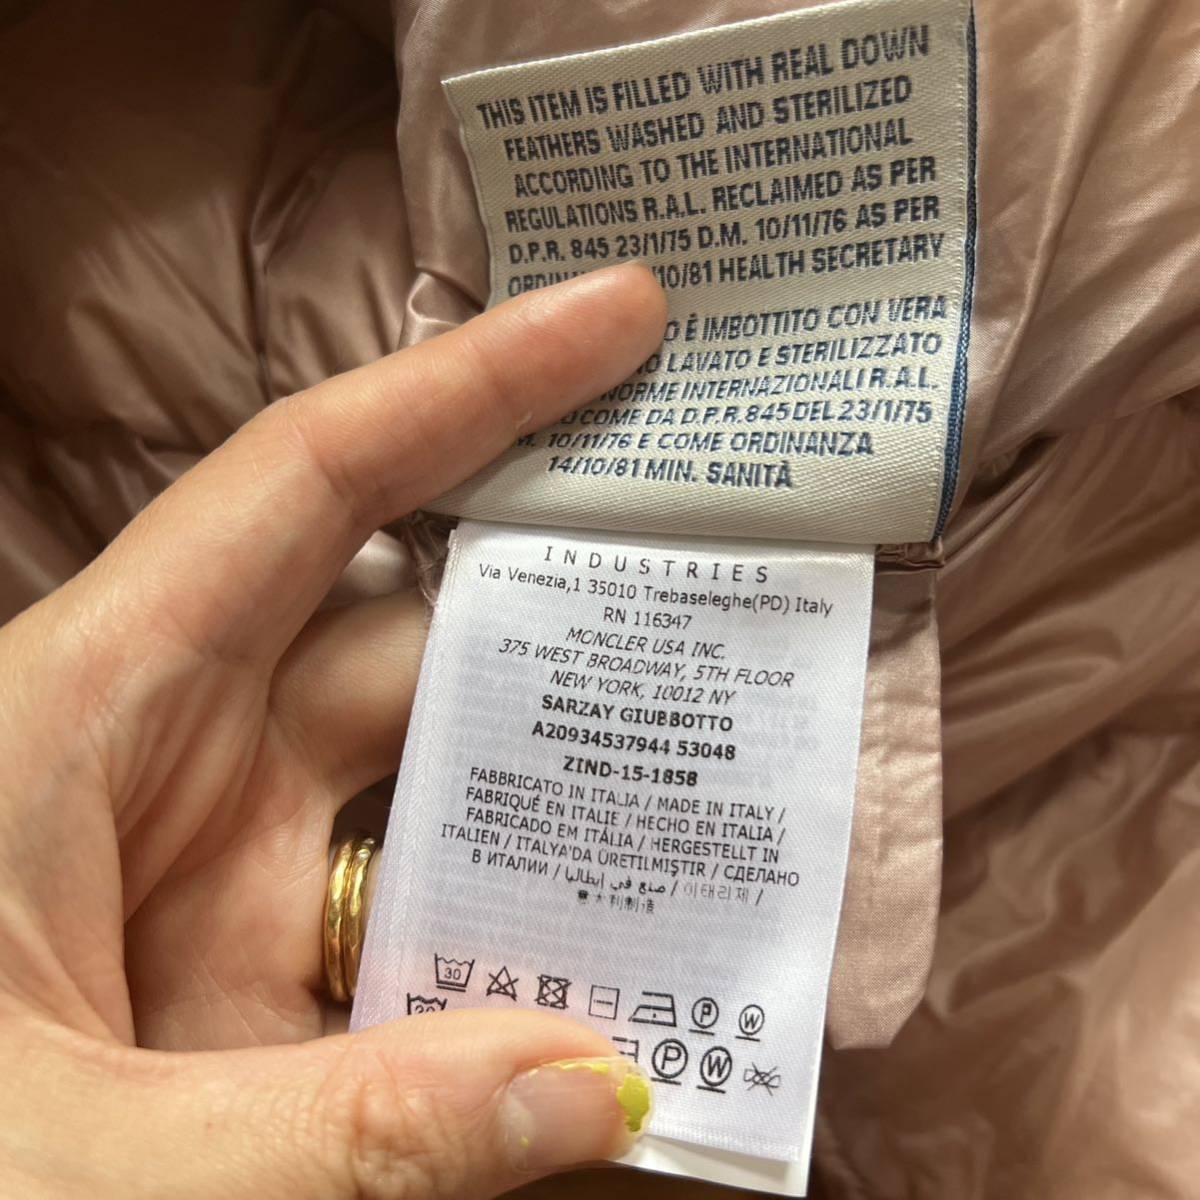 THIS ITEM IS FILLED WITH REAL DOWN
FEATHERS WASHED AND STERILIZED
ACCORDING TO THE INTERNATIONAL
REGULATIONS R.A.L. RECLAIMED AS PER
D.P.R. 845 23/1/75 D.M. 10/11/76 AS PER
/10/81 HEALTH SECRETARY
È IMBOTTITO CON VERA
LAVATO E STERILIZZATO
NORME INTERNAZIONALI R.A.L.
COME DA D.P.R. 845 DEL 23/1/75
10/11/76 E COME ORDINANZA
14/10/81 MIN. SANITÀ
INDUSTRIES
Via Venezia,1 35010 Trebaseleghe(PD) Italy
RN 116347
MONCLER USA INC.
375 WEST BROADWAY, 5TH FLOOR
NEW YORK, 10012 NY
SARZAY GIUBBOTTO
A20934537944 53048
ZIND-15-1858
FABBRICATO IN ITALIA / MADE IN ITALY /
FABRIQUÉ EN ITALIE / HECHO EN ITALIA /
FABRICADO EM ITÁLIA / HERGESTELLT IN
ITALIEN / ITALYA'DA ÜRETILMIŞTIR / СДЕЛАНО
В ИТАЛИИ / صنع في إيطاليا / 이태리제 /
大利制造
30
P
W
P
W